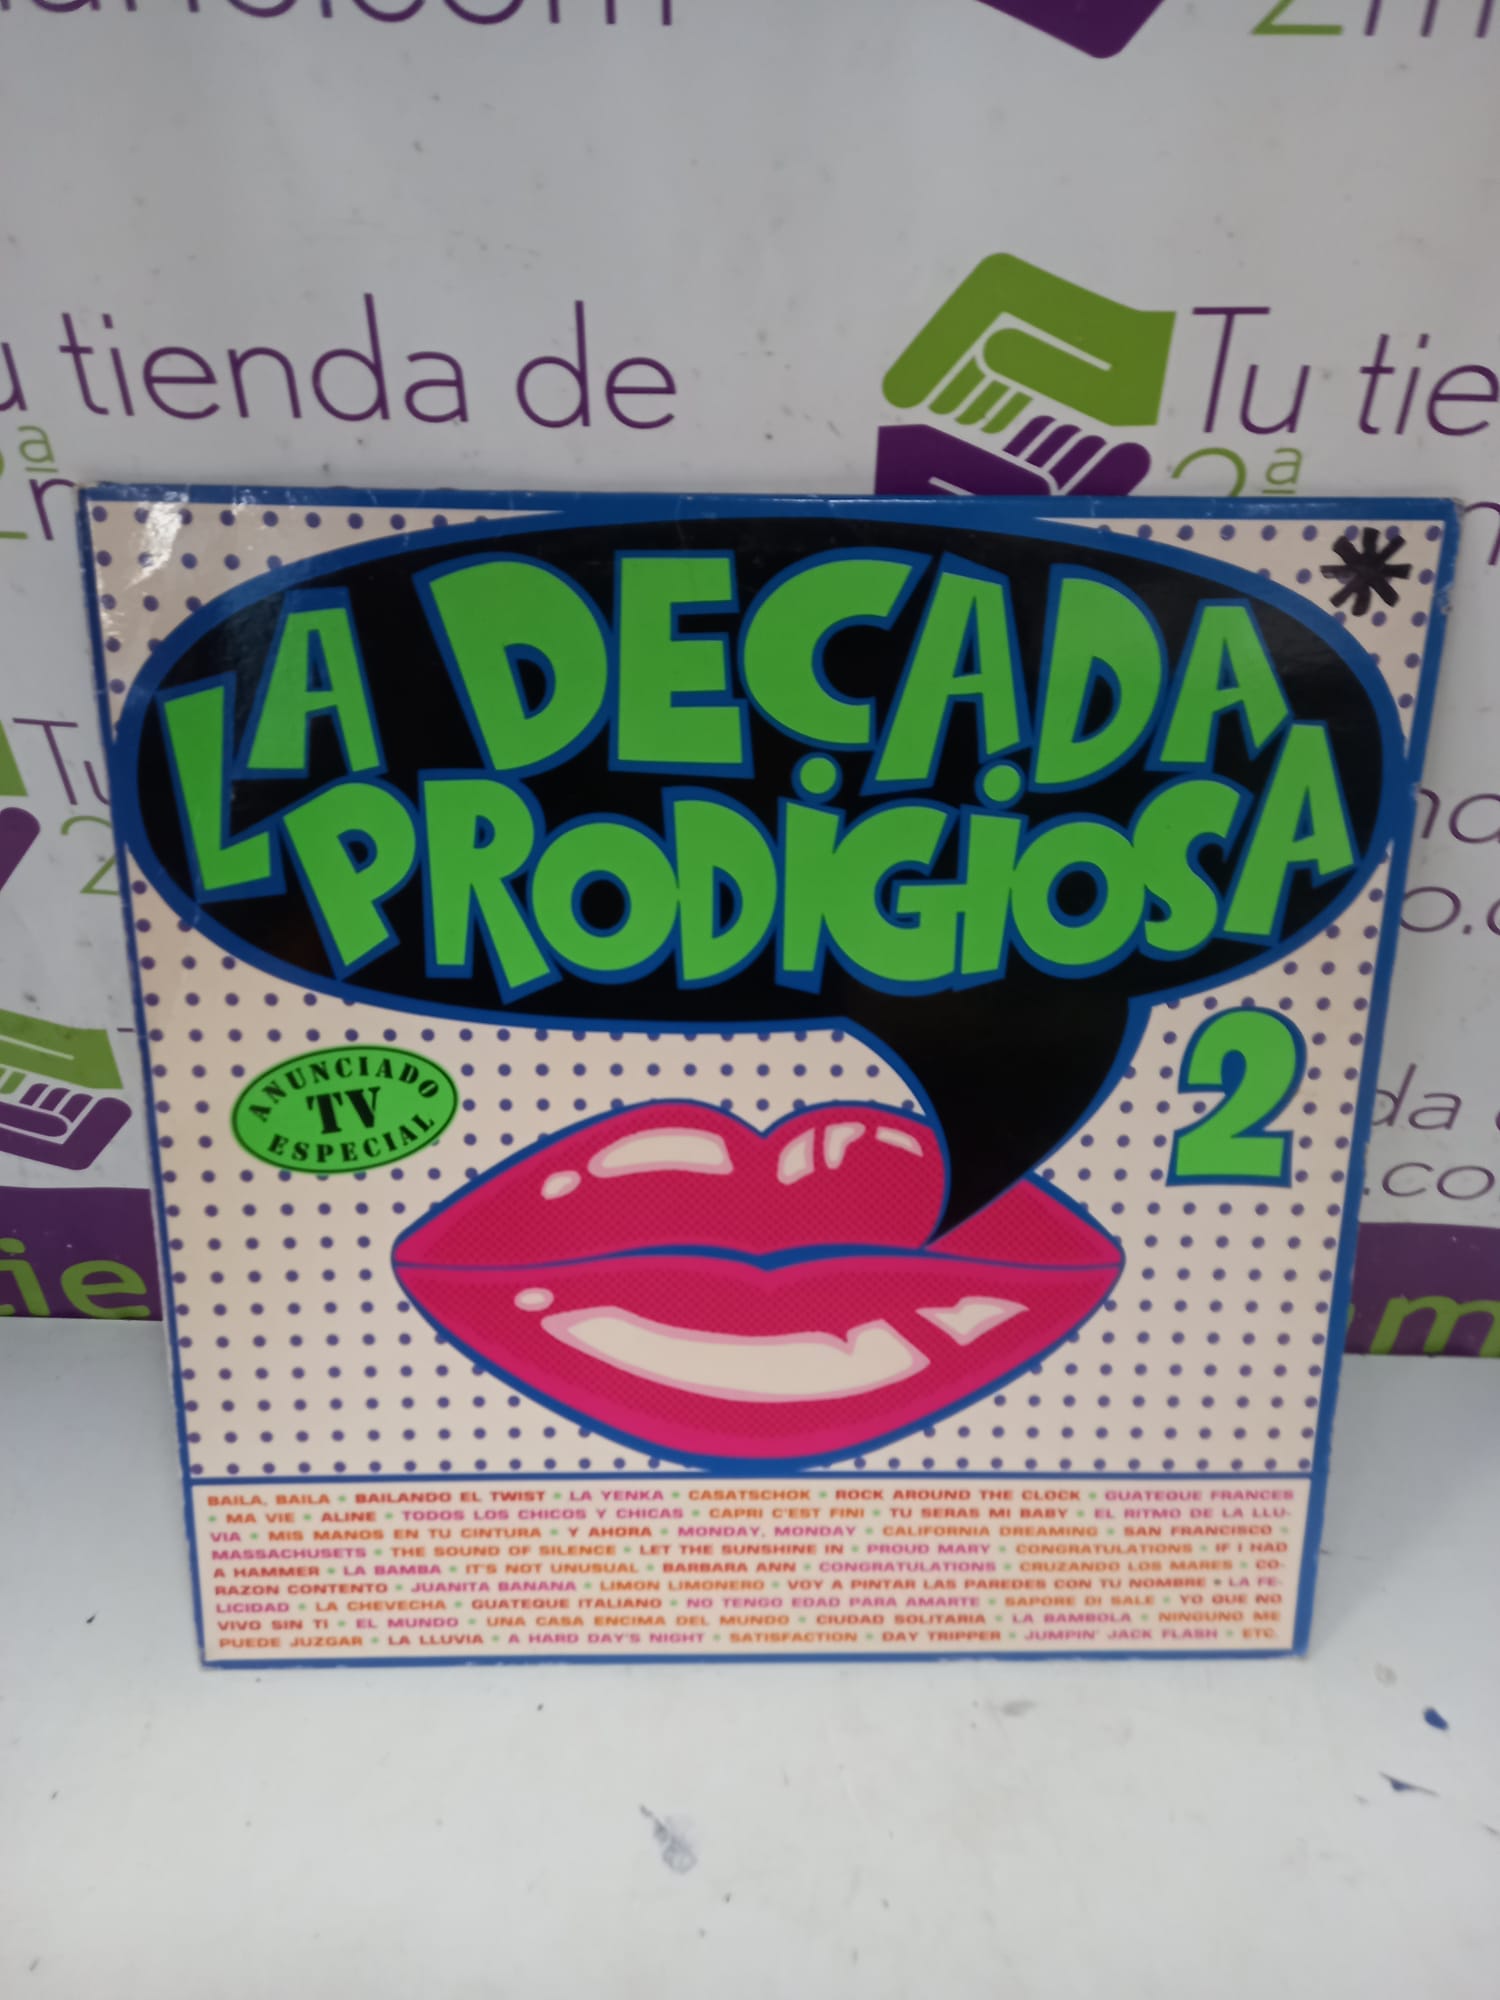 u tienda de
Tu tie
2ª
LA DECADA
PRODIGIOSA
2
ANUNCIADO
TV
ESPECIAL
BAILA, BAILA * BAILANDO EL TWIST * LA YENKA * CASATSCHOK * ROCK AROUND THE CLOCK * GUATEQUE FRANCES
* MA VIE * ALINE * TODOS LOS CHICOS Y CHICAS * CAPRI C'EST FINI * TU SERAS MI BABY * EL RITMO DE LA LLU-
VIA * MIS MANOS EN TU CINTURA * Y AHORA * MONDAY, MONDAY * CALIFORNIA DREAMING * SAN FRANCISCO *
MASSACHUSETS * THE SOUND OF SILENCE * LET THE SUNSHINE IN * PROUD MARY * CONGRATULATIONS * IF I HAD
A HAMMER * LA BAMBA * IT'S NOT UNUSUAL * BARBARA ANN * CONGRATULATIONS * CRUZANDO LOS MARES * CO-
RAZON CONTENTO * JUANITA BANANA * LIMON LIMONERO * VOY A PINTAR LAS PAREDES CON TU NOMBRE * LA FE-
LICIDAD * LA CHEVECHA * GUATEQUE ITALIANO * NO TENGO EDAD PARA AMARTE * SAPORE DI SALE * YO QUE NO
VIVO SIN TI * EL MUNDO * UNA CASA ENCIMA DEL MUNDO * CIUDAD SOLITARIA * LA BAMBOLA * NINGUNO ME
PUEDE JUZGAR * LA LLUVIA * A HARD DAY'S NIGHT * SATISFACTION * DAY TRIPPER * JUMPIN' JACK FLASH * ETC.